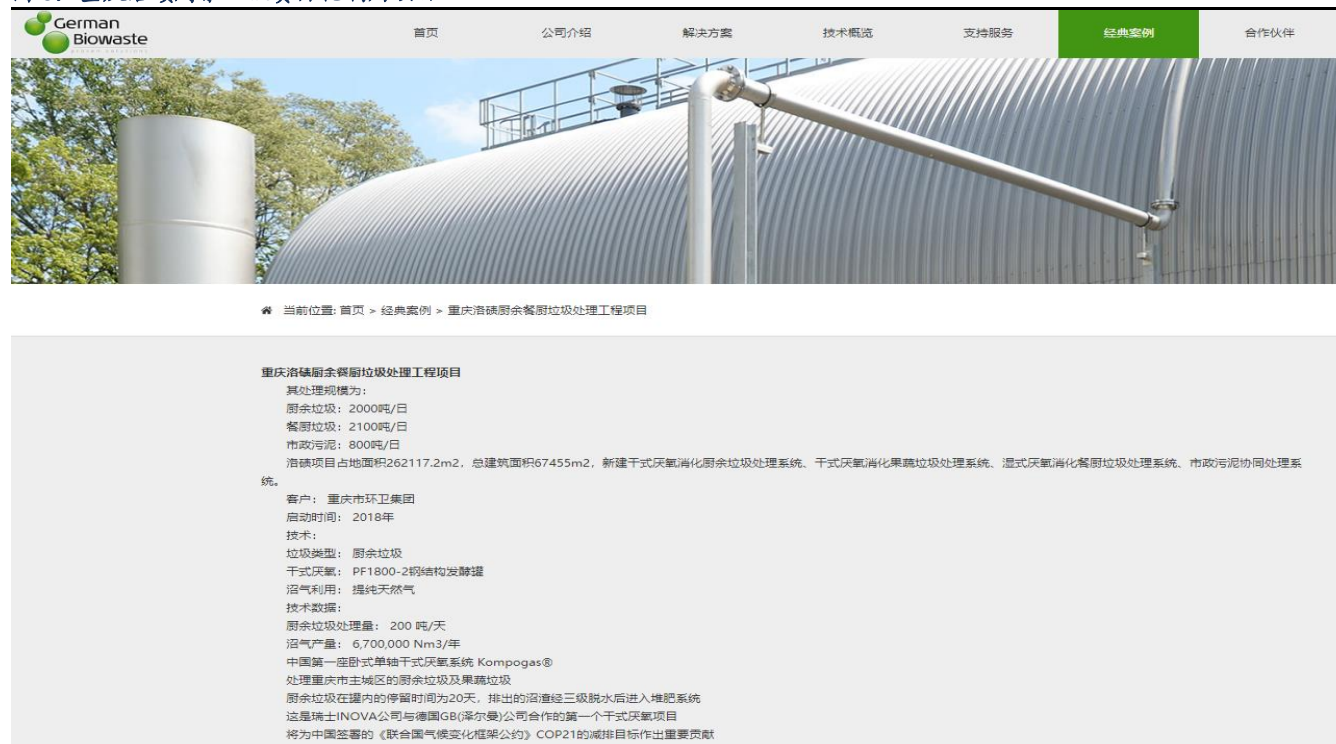 German
Biowaste
首页
公司介绍
解决方案
技术概览
支持服务
经典案例
合作伙伴
当前位置: 首页 > 经典案例 > 重庆洛碛厨余餐厨垃圾处理工程项目
重庆洛碛厨余餐厨垃圾处理工程项目
其处理规模为:
厨余垃圾: 2000吨/日
餐厨垃圾: 2100吨/日
市政污泥: 800吨/日
洛碛项目占地面积262117.2m2, 总建筑面积67455m2, 新建干式厌氧消化厨余垃圾处理系统、干式厌氧消化果蔬垃圾处理系统、湿式厌氧消化餐厨垃圾处理系统、市政污泥协同处理系
统。
客户: 重庆市环卫集团
启动时间: 2018年
技术:
垃圾类型: 厨余垃圾
干式厌氧: PF1800-2钢结构发酵罐
沼气利用: 提纯天然气
技术数据:
厨余垃圾处理量: 200 吨/天
沼气产量: 6,700,000 Nm3/年
中国第一座卧式单轴干式厌氧系统 Kompogas®
处理重庆市主城区的厨余垃圾及果蔬垃圾
厨余垃圾在罐内的停留时间为20天, 排出的沼渣经三级脱水后进入堆肥系统
这是瑞士INOVA公司与德国GB(泽尔曼)公司合作的第一个干式厌氧项目
将为中国签署的《联合国气候变化框架公约》COP21的减排目标作出重要贡献